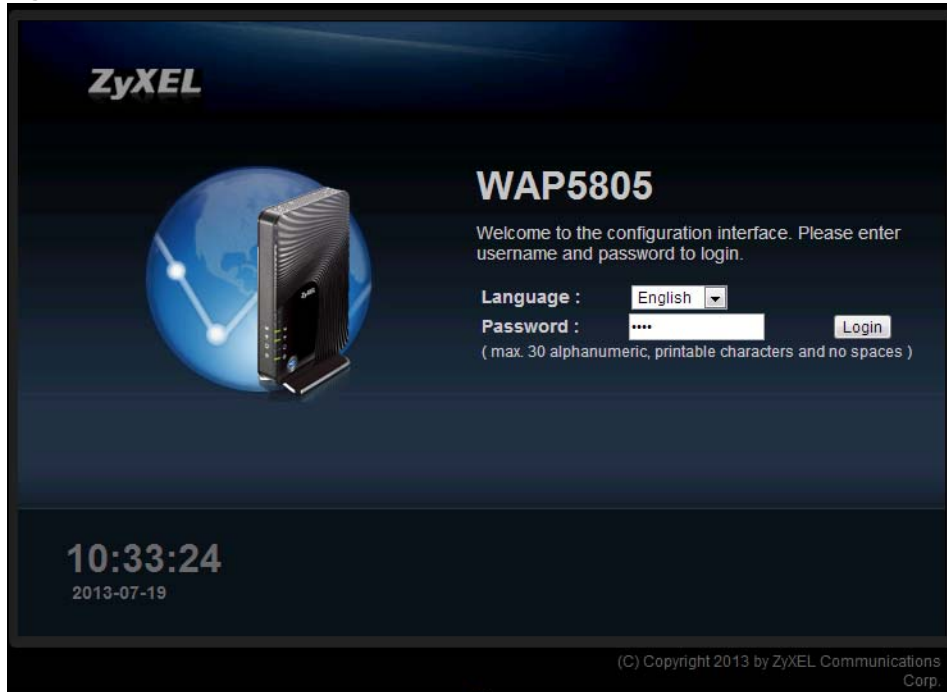 ZyXEL
WAP5805
Welcome to the configuration interface. Please enter
username and password to login.
Language : English
Password : •••• Login
( max. 30 alphanumeric, printable characters and no spaces )
ZyXEL
10:33:24
2013-07-19
(C) Copyright 2013 by ZyXEL Communications
Corp.